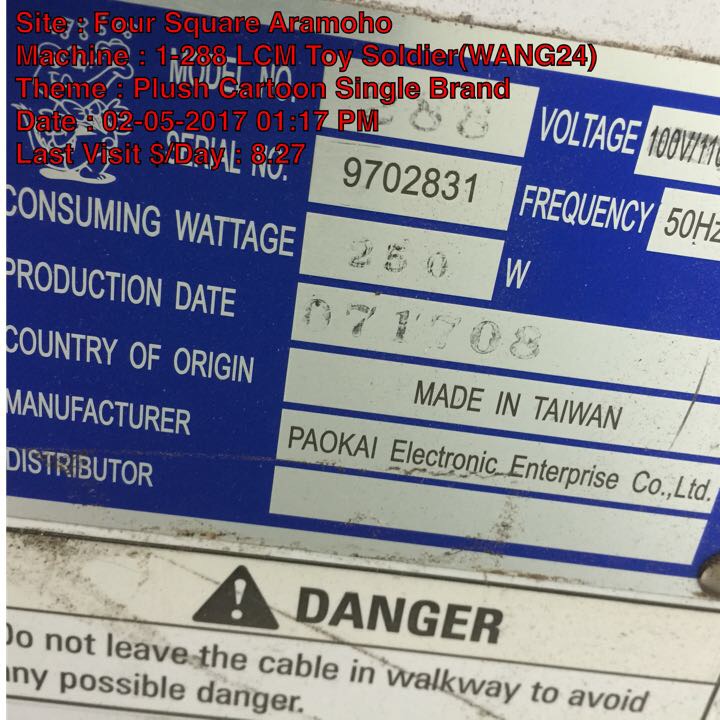 Site : Four Square Aramoho
Machine : 1-288 LCM Toy Soldier(WANG24)
Theme : Plush Cartoon Single Brand
Date : 02-05-2017 01:17 PM
Last Visit $/Day : 8.27
MODEL NO. 288
SERIAL NO. 9702831
CONSUMING WATTAGE 250 W
PRODUCTION DATE 071708
COUNTRY OF ORIGIN MADE IN TAIWAN
MANUFACTURER PAOKAI Electronic Enterprise Co.,Ltd.
DISTRIBUTOR
VOLTAGE 100V/110
FREQUENCY 50Hz
DANGER
Do not leave the cable in walkway to avoid
any possible danger.